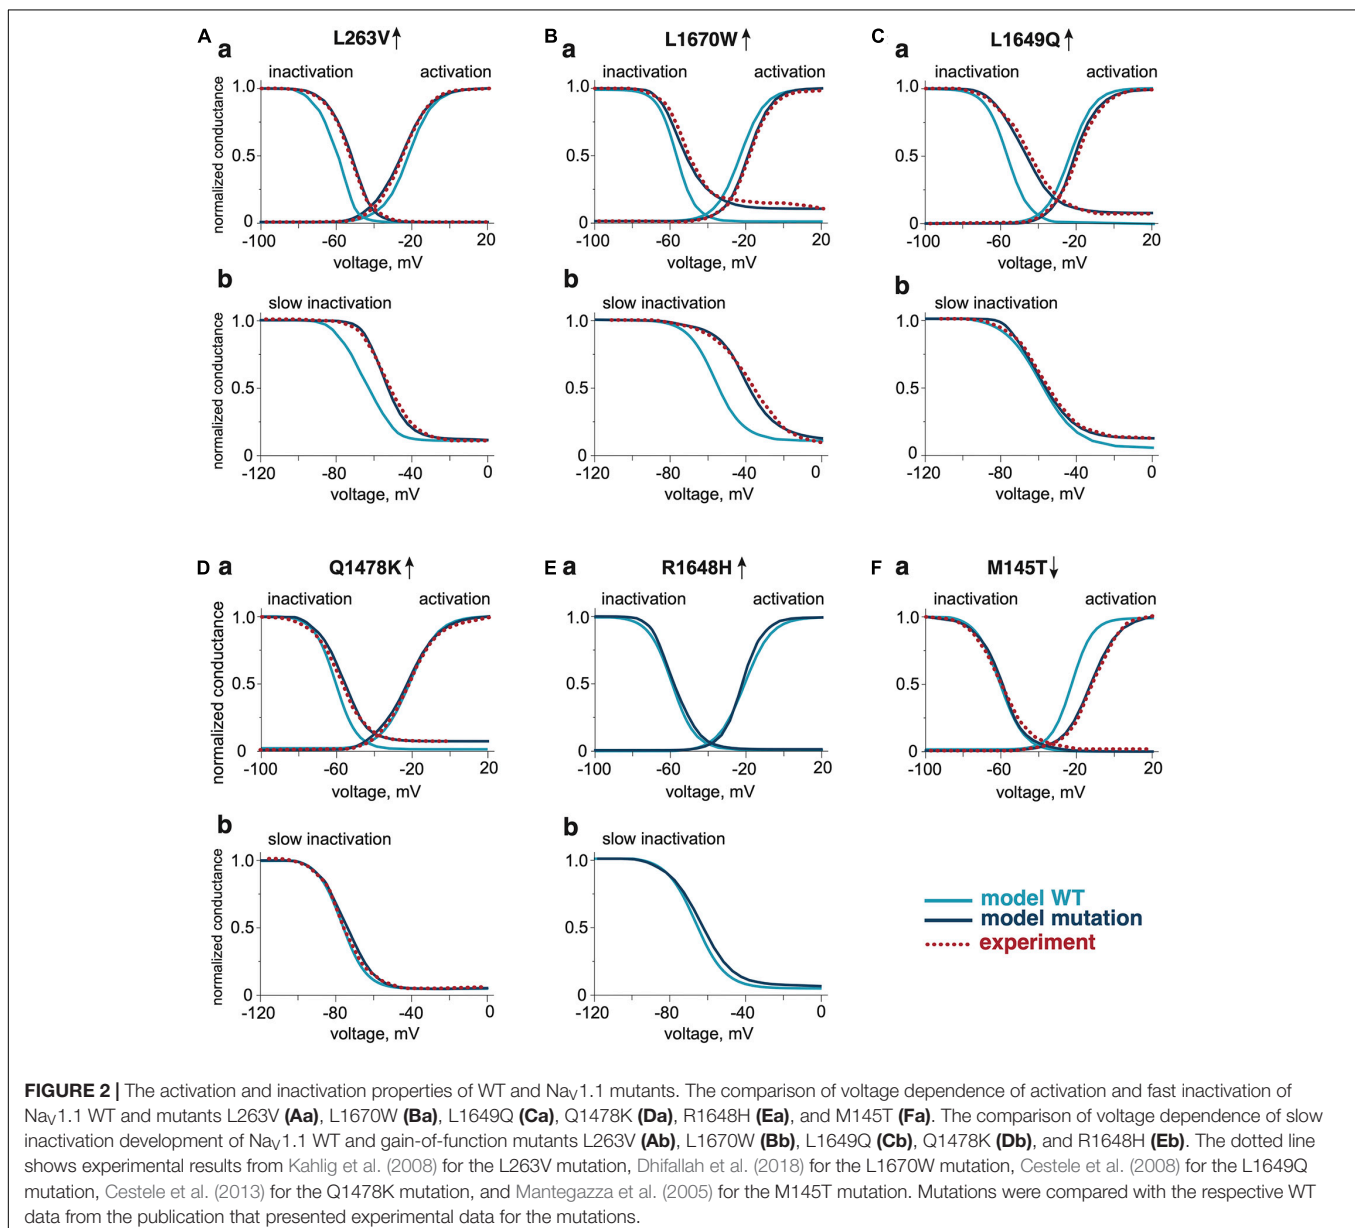 A a L263V↑
inactivation activation
normalized conductance
1.0
0.5
0
-100 -60 -20 20
voltage, mV
B a L1670W↑
inactivation activation
1.0
0.5
0
-100 -60 -20 20
voltage, mV
C a L1649Q↑
inactivation activation
1.0
0.5
0
-100 -60 -20 20
voltage, mV
b
slow inactivation
normalized conductance
1.0
0.5
0
-120 -80 -40 0
voltage, mV
b
slow inactivation
1.0
0.5
0
-120 -80 -40 0
voltage, mV
b
slow inactivation
1.0
0.5
0
-120 -80 -40 0
voltage, mV
D a Q1478K↑
inactivation activation
normalized conductance
1.0
0.5
0
-100 -60 -20 20
voltage, mV
E a R1648H↑
inactivation activation
1.0
0.5
0
-100 -60 -20 20
voltage, mV
F a M145T↓
inactivation activation
1.0
0.5
0
-100 -60 -20 20
voltage, mV
b
slow inactivation
normalized conductance
1.0
0.5
0
-120 -80 -40 0
voltage, mV
b
slow inactivation
1.0
0.5
0
-120 -80 -40 0
voltage, mV
model WT
model mutation
experiment
FIGURE 2 | The activation and inactivation properties of WT and NaV1.1 mutants. The comparison of voltage dependence of activation and fast inactivation of
NaV1.1 WT and mutants L263V (Aa), L1670W (Ba), L1649Q (Ca), Q1478K (Da), R1648H (Ea), and M145T (Fa). The comparison of voltage dependence of slow
inactivation development of NaV1.1 WT and gain-of-function mutants L263V (Ab), L1670W (Bb), L1649Q (Cb), Q1478K (Db), and R1648H (Eb). The dotted line
shows experimental results from Kahlig et al. (2008) for the L263V mutation, Dhifallah et al. (2018) for the L1670W mutation, Cestele et al. (2008) for the L1649Q
mutation, Cestele et al. (2013) for the Q1478K mutation, and Mantegazza et al. (2005) for the M145T mutation. Mutations were compared with the respective WT
data from the publication that presented experimental data for the mutations.